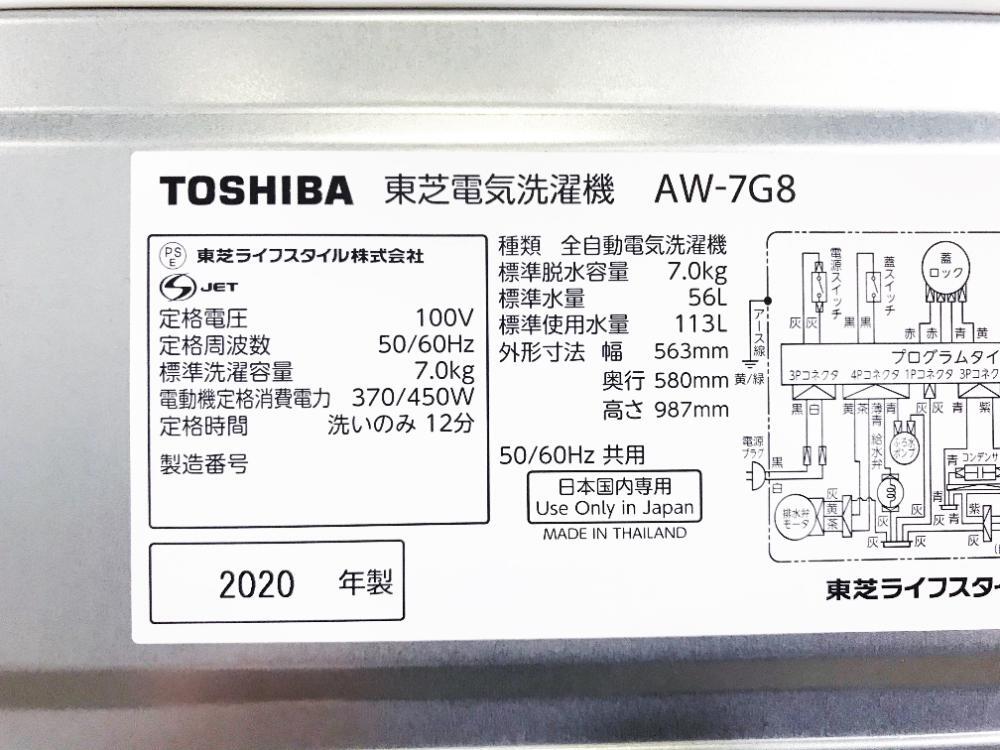 TOSHIBA 東芝電気洗濯機 AW-7G8
PS E 東芝ライフスタイル株式会社
S JET
定格電圧 100V
定格周波数 50/60Hz
標準洗濯容量 7.0kg
電動機定格消費電力 370/450W
定格時間 洗いのみ 12分
製造番号
2020 年製
種類 全自動電気洗濯機
標準脱水容量 7.0kg
標準水量 56L
標準使用水量 113L
外形寸法 幅 563mm
奥行 580mm
高さ 987mm
50/60Hz 共用
日本国内専用
Use Only in Japan
MADE IN THAILAND
電源スイッチ
蓋スイッチ
蓋
ロック
灰 灰 黒 黒 赤 赤 青 黄
アース線
黄/緑
プログラムタイ
3Pコネクタ 4Pコネクタ 1Pコネクタ 3Pコネク
黒 白 黄 茶 薄青 青 灰 灰 青 紫
給水弁
ふろ水
ポンプ
電源
プラグ
黒
白
青 コンデンサ
排水弁
モータ
灰
黄
茶
灰 灰 灰 青 青 紫 灰
東芝ライフスタイ